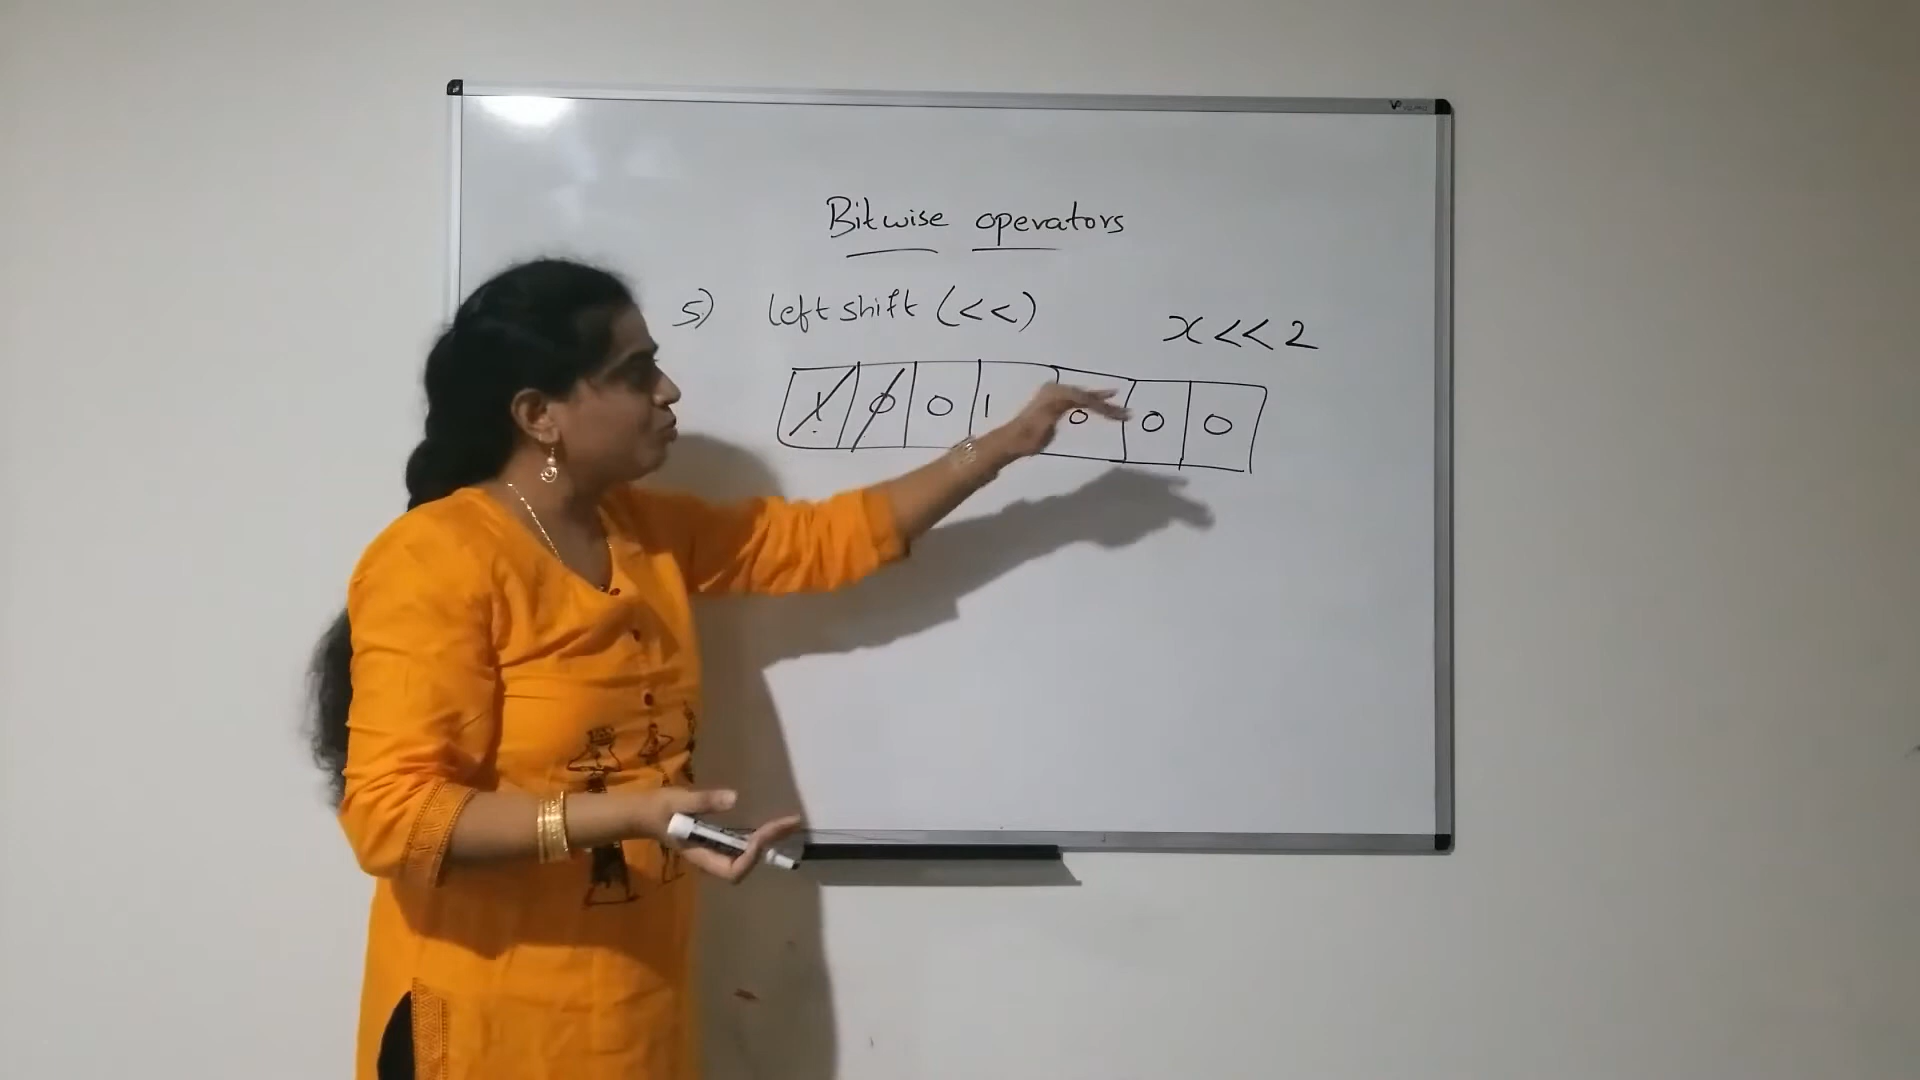 Bitwise operators
5) left shift (<<)
x<<2
1 0 0 1 0 0 0